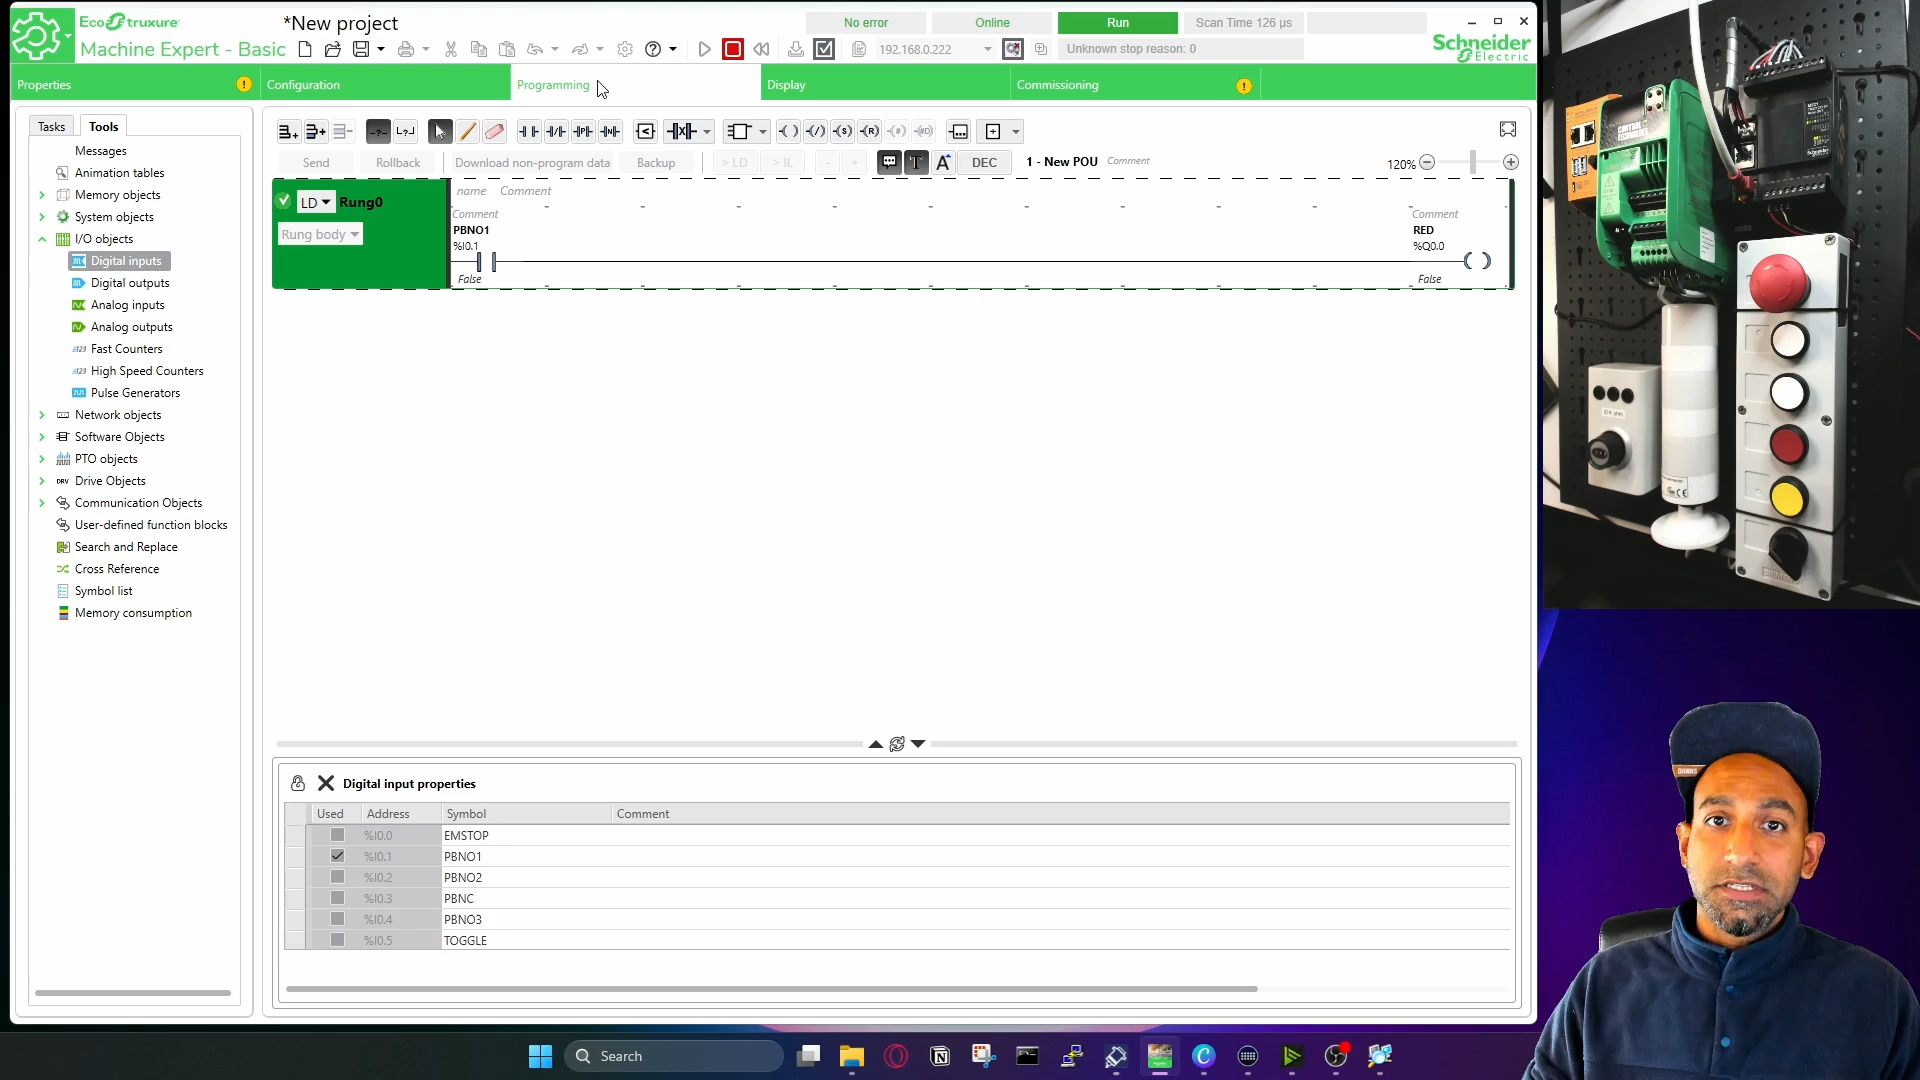 EcoStruxure
Machine Expert - Basic
*New project
No error
Online
Run
Scan Time 126 µs
192.168.0.222
Unknown stop reason: 0
Schneider
Electric
Properties
Configuration
Programming
Display
Commissioning
Tasks
Tools
Messages
Animation tables
Memory objects
System objects
I/O objects
Digital inputs
Digital outputs
Analog inputs
Analog outputs
Fast Counters
High Speed Counters
Pulse Generators
Network objects
Software Objects
PTO objects
Drive Objects
Communication Objects
User-defined function blocks
Search and Replace
Cross Reference
Symbol list
Memory consumption
Send
Rollback
Download non-program data
Backup
> LD
> IL
DEC
1 - New POU
Comment
120%
LD
Rung0
Rung body
name
Comment
Comment
PBNO1
%I0.1
False
Comment
RED
%Q0.0
False
Digital input properties
Used Address Symbol Comment
%I0.0 EMSTOP
%I0.1 PBNO1
%I0.2 PBNO2
%I0.3 PBNC
%I0.4 PBNO3
%I0.5 TOGGLE
Search